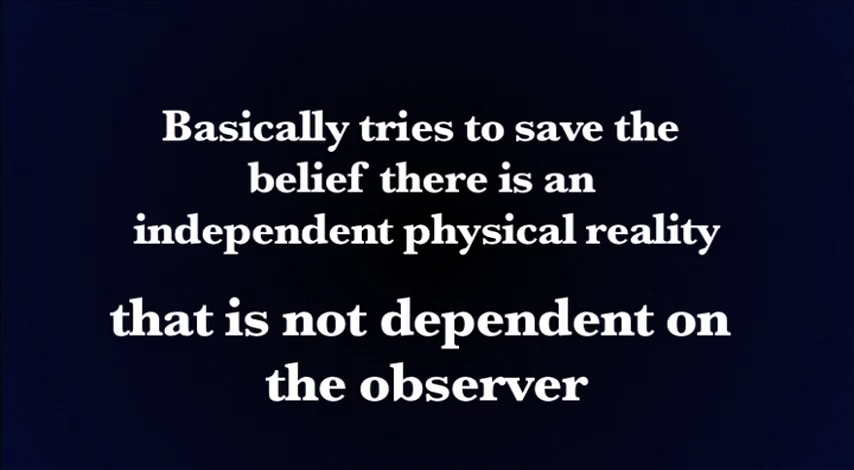 Basically tries to save the
belief there is an
independent physical reality
that is not dependent on
the observer